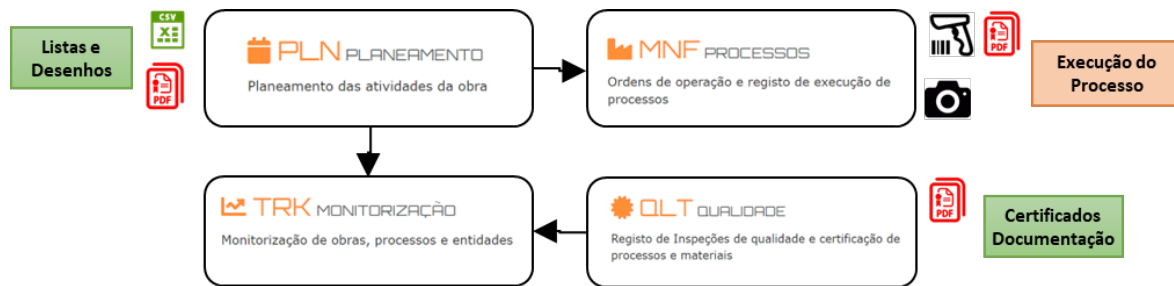 Listas e
Desenhos
CSV
PDF
PLN PLANEAMENTO
Planeamento das atividades da obra
MNF PROCESSOS
Ordens de operação e registo de execução de
processos
PDF
Execução do
Processo
TRK MONITORIZAÇÃO
Monitorização de obras, processos e entidades
QLT QUALIDADE
Registo de Inspeções de qualidade e certificação de
processos e materiais
PDF
Certificados
Documentação